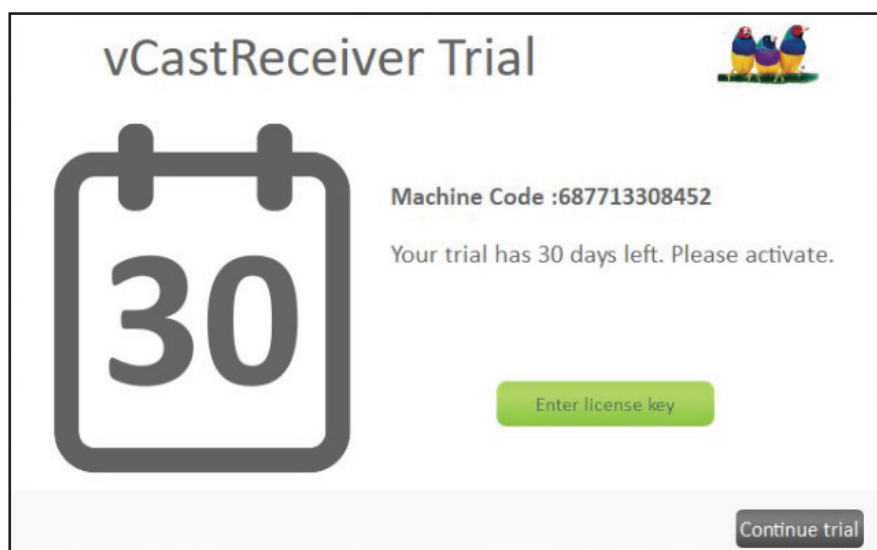 vCastReceiver Trial
Machine Code :687713308452
Your trial has 30 days left. Please activate.
30
Enter license key
Continue trial